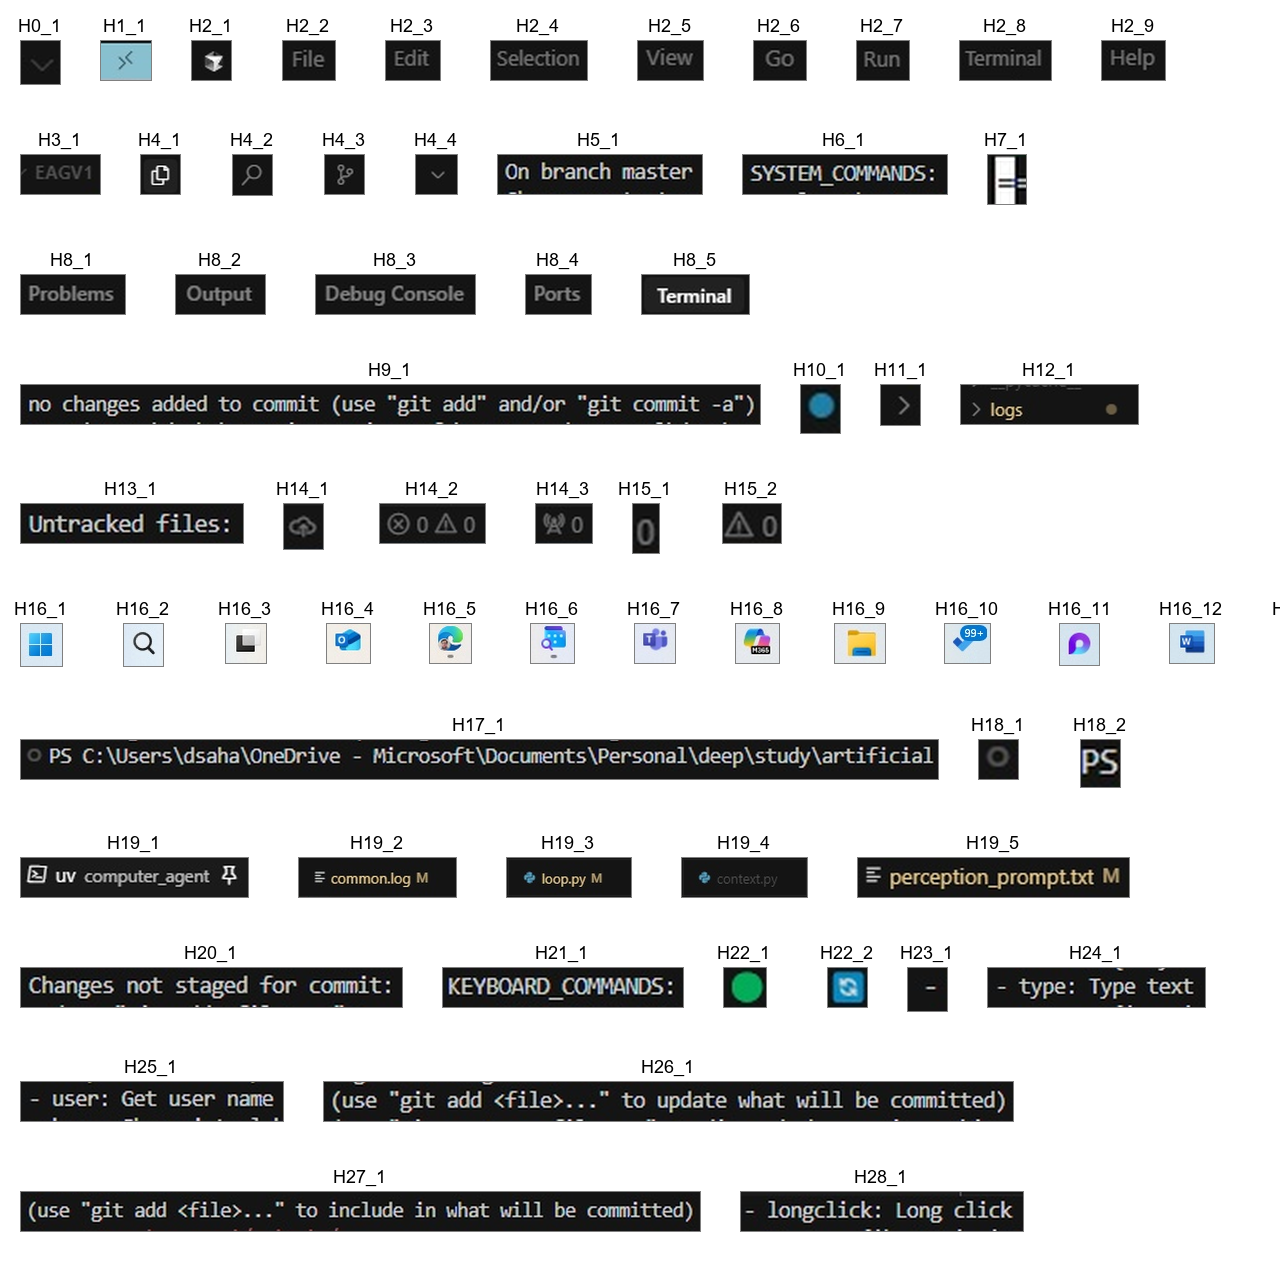 H0_1 H1_1 H2_1 H2_2 H2_3 H2_4 H2_5 H2_6 H2_7 H2_8 H2_9
File Edit Selection View Go Run Terminal Help
H3_1 H4_1 H4_2 H4_3 H4_4 H5_1 H6_1 H7_1
EAGV1 On branch master SYSTEM_COMMANDS:
H8_1 H8_2 H8_3 H8_4 H8_5
Problems Output Debug Console Ports Terminal
H9_1 H10_1 H11_1 H12_1
no changes added to commit (use "git add" and/or "git commit -a") logs
H13_1 H14_1 H14_2 H14_3 H15_1 H15_2
Untracked files: 0 0 0 0 0
H16_1 H16_2 H16_3 H16_4 H16_5 H16_6 H16_7 H16_8 H16_9 H16_10 H16_11 H16_12 H
M365 99+ W
H17_1 H18_1 H18_2
PS C:\Users\dsaha\OneDrive - Microsoft\Documents\Personal\deep\study\artificial PS
H19_1 H19_2 H19_3 H19_4 H19_5
uv computer_agent common.log M loop.py M context.py perception_prompt.txt M
H20_1 H21_1 H22_1 H22_2 H23_1 H24_1
Changes not staged for commit: KEYBOARD_COMMANDS: - - type: Type text
H25_1 H26_1
- user: Get user name (use "git add <file>..." to update what will be committed)
H27_1 H28_1
(use "git add <file>..." to include in what will be committed) - longclick: Long click